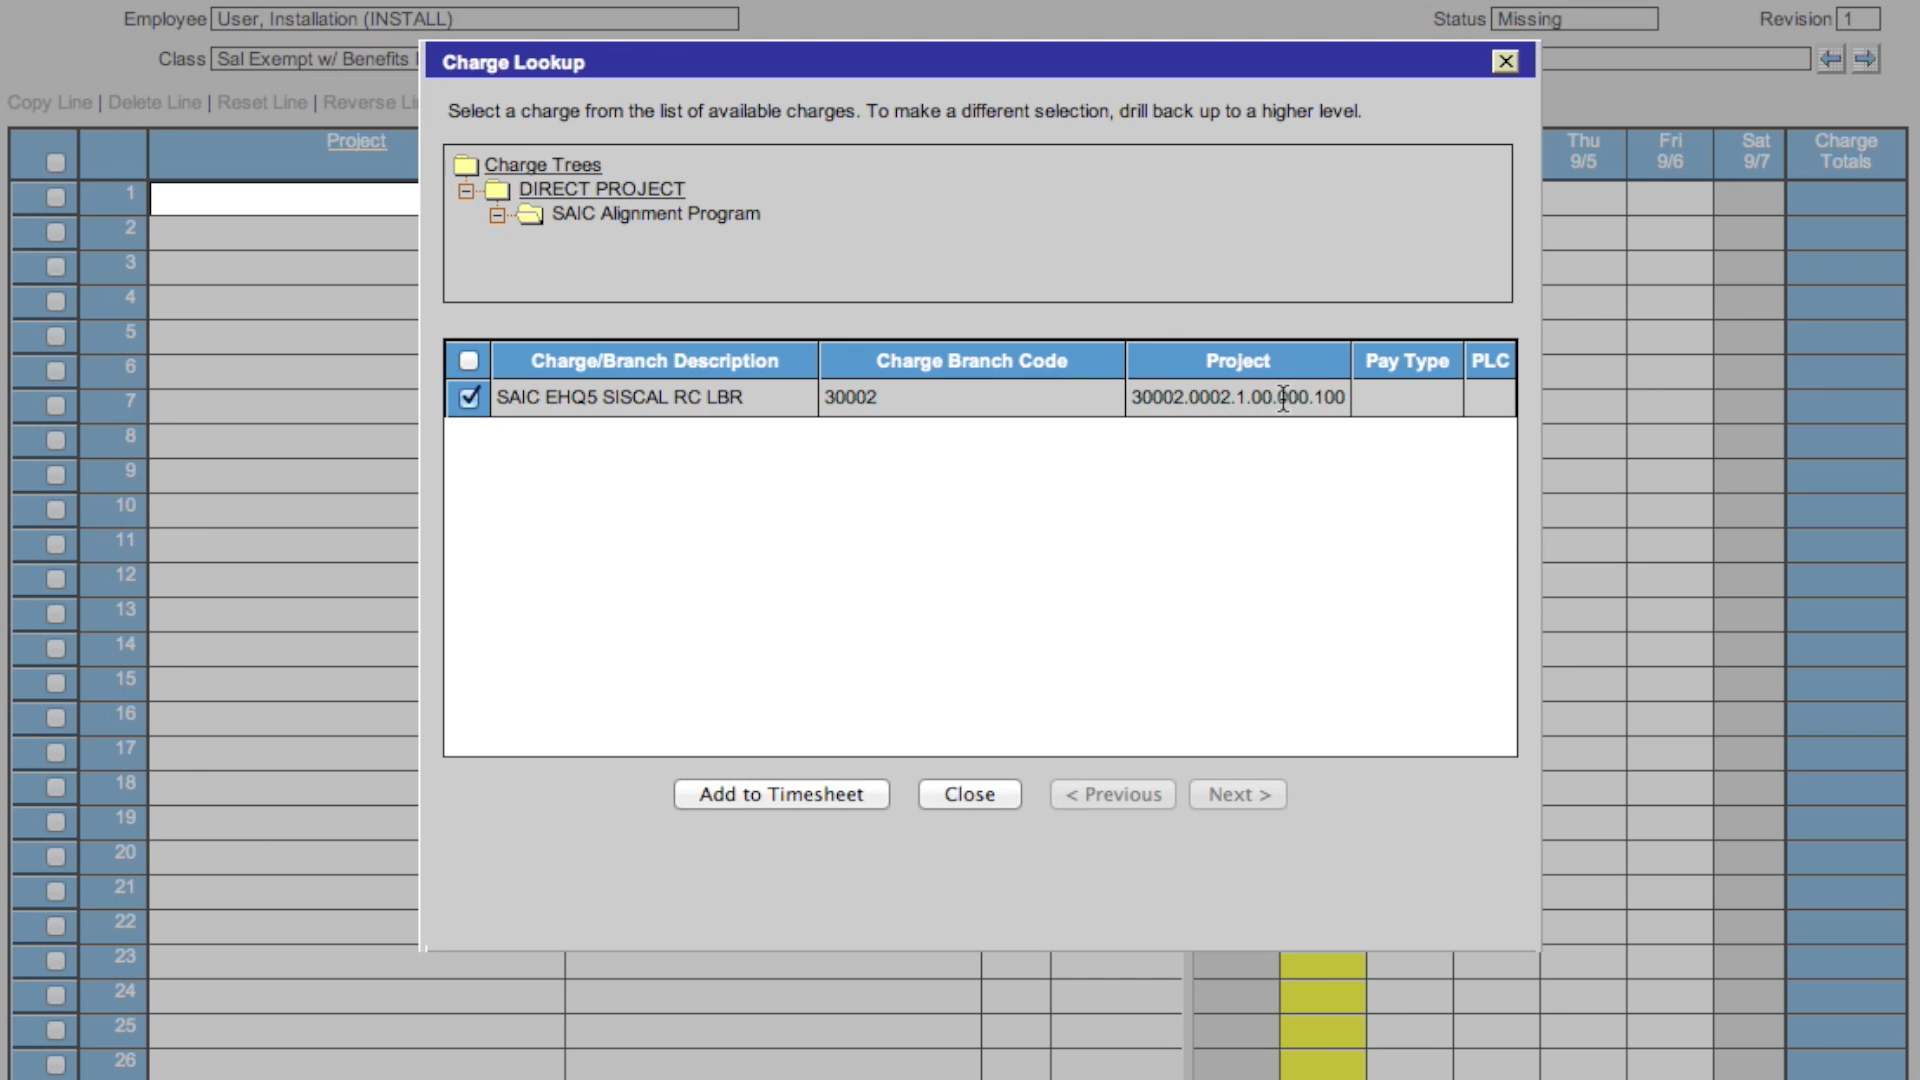 Employee User, Installation (INSTALL) Status Missing Revision 1
Class Sal Exempt w/ Benefits
Copy Line | Delete Line | Reset Line | Reverse
Charge Lookup
Select a charge from the list of available charges. To make a different selection, drill back up to a higher level.
Charge Trees
DIRECT PROJECT
SAIC Alignment Program
Charge/Branch Description Charge Branch Code Project Pay Type PLC
SAIC EHQ5 SISCAL RC LBR 30002 30002.0002.1.00.000.100
Add to Timesheet Close < Previous Next >
Project
Thu
9/5
Fri
9/6
Sat
9/7
Charge
Totals
1
2
3
4
5
6
7
8
9
10
11
12
13
14
15
16
17
18
19
20
21
22
23
24
25
26